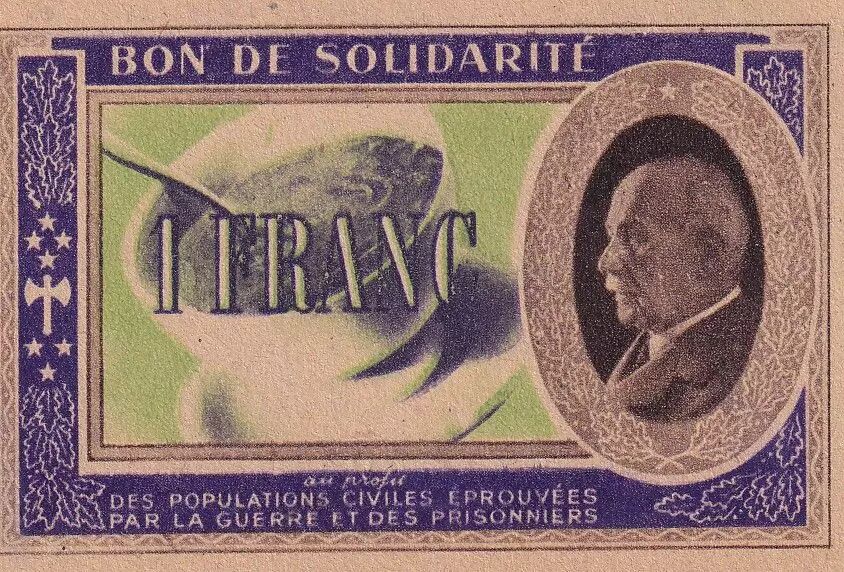 BON DE SOLIDARITÉ
1 FRANC
au profit
DES POPULATIONS CIVILES ÉPROUVÉES
PAR LA GUERRE ET DES PRISONNIERS